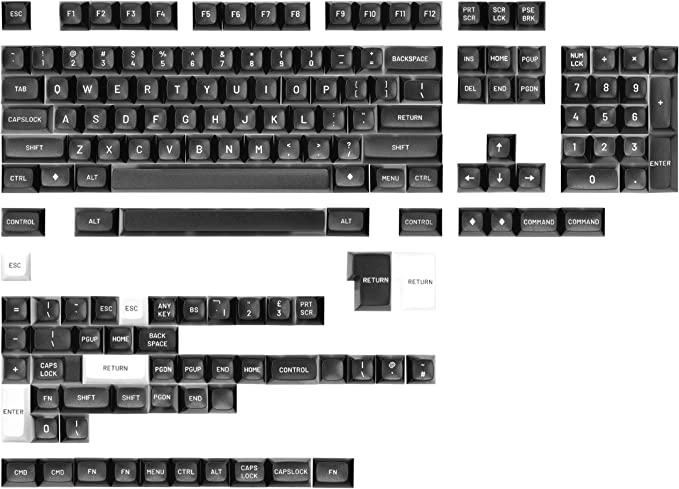 ESC F1 F2 F3 F4 F5 F6 F7 F8 F9 F10 F11 F12 PRT SCR SCR LCK PSE BRK
! 1 @ 2 # 3 $ 4 % 5 ^ 6 & 7 * 8 ( 9 ) 0 — - + = BACKSPACE INS HOME PGUP NUM LCK ÷ × −
TAB Q W E R T Y U I O P { [ } ] | \ DEL END PGDN 7 8 9 +
CAPSLOCK A S D F G H J K L : ; " ' RETURN 4 5 6
SHIFT Z X C V B N M < , > . ? / SHIFT ↑ 1 2 3 ENTER
CTRL ALT MENU CTRL ← ↓ → 0 .
CONTROL ALT ALT CONTROL COMMAND COMMAND
ESC RETURN RETURN
= | \ ESC ESC ANY KEY BS ¬ 1 " 2 £ 3 PRT SCR
− | \ PGUP HOME BACK SPACE
+ CAPS LOCK RETURN PGDN PGUP END HOME CONTROL | \ @ ' ~ #
ENTER FN SHIFT SHIFT PGDN END
0 | \
CMD CMD FN FN MENU CTRL ALT CAPS LOCK CAPSLOCK FN